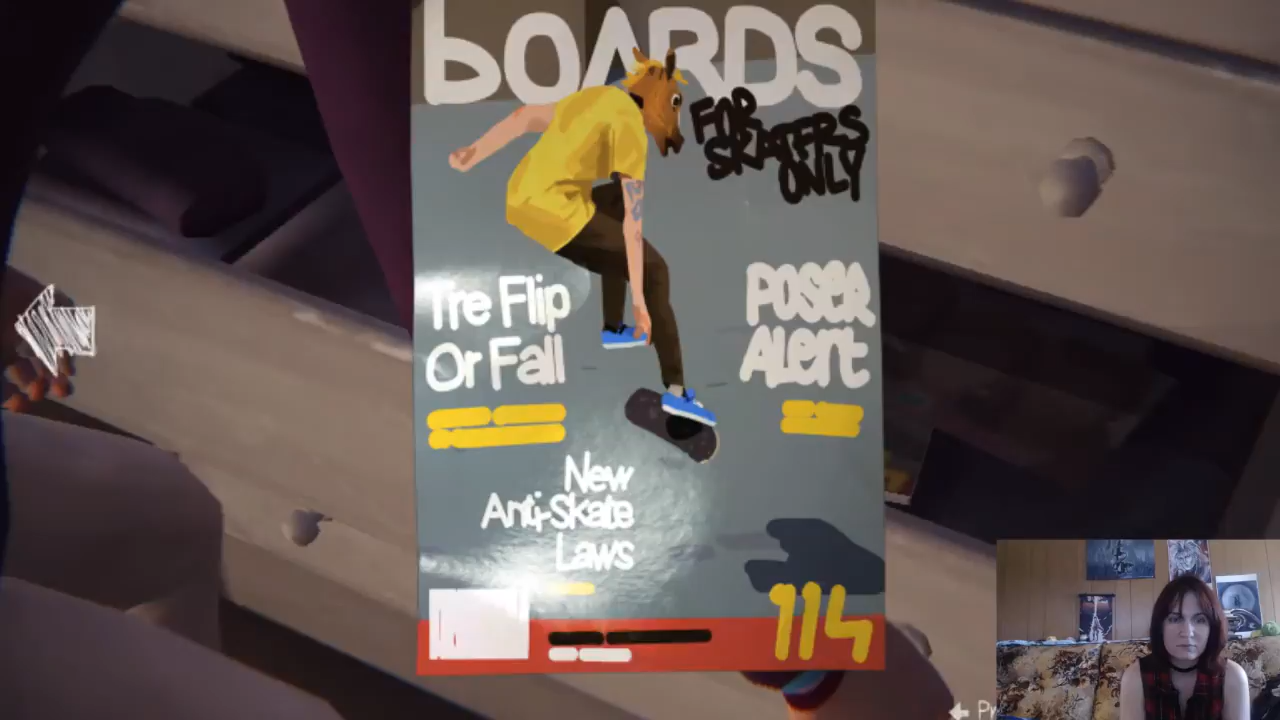 bOARDS
FOR
SKATERS
ONLY
Tre Flip
Or Fall
POSER
ALert
New
Anti-Skate
Laws
114